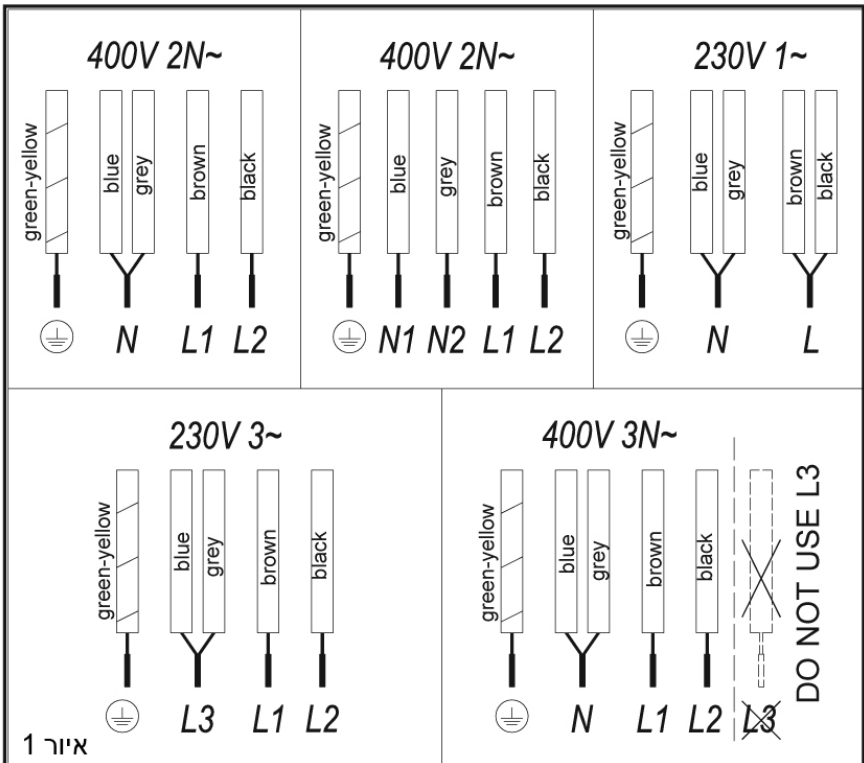 400V 2N~
green-yellow
blue
grey
brown
black
N L1 L2
400V 2N~
green-yellow
blue
grey
brown
black
N1 N2 L1 L2
230V 1~
green-yellow
blue
grey
brown
black
N L
230V 3~
green-yellow
blue
grey
brown
black
L3 L1 L2
400V 3N~
green-yellow
blue
grey
brown
black
N L1 L2 L3
DO NOT USE L3
איור 1